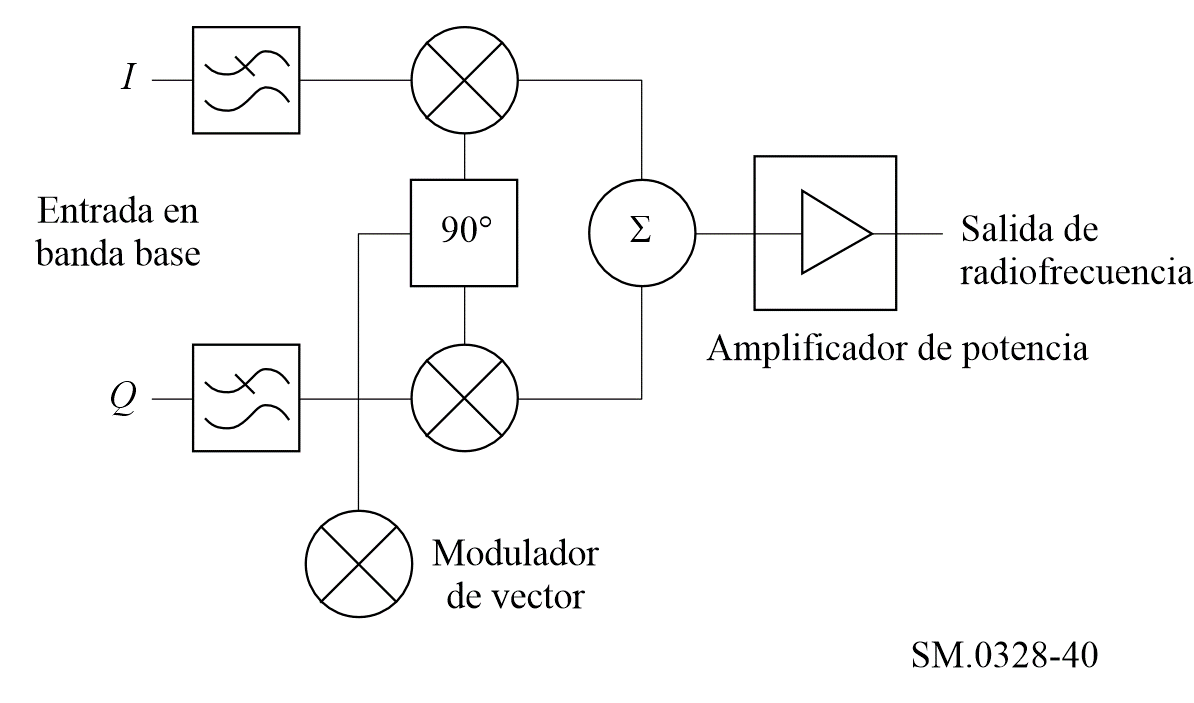 I
Entrada en
banda base
90°
Σ
Salida de
radiofrecuencia
Amplificador de potencia
Q
Modulador
de vector
SM.0328-40